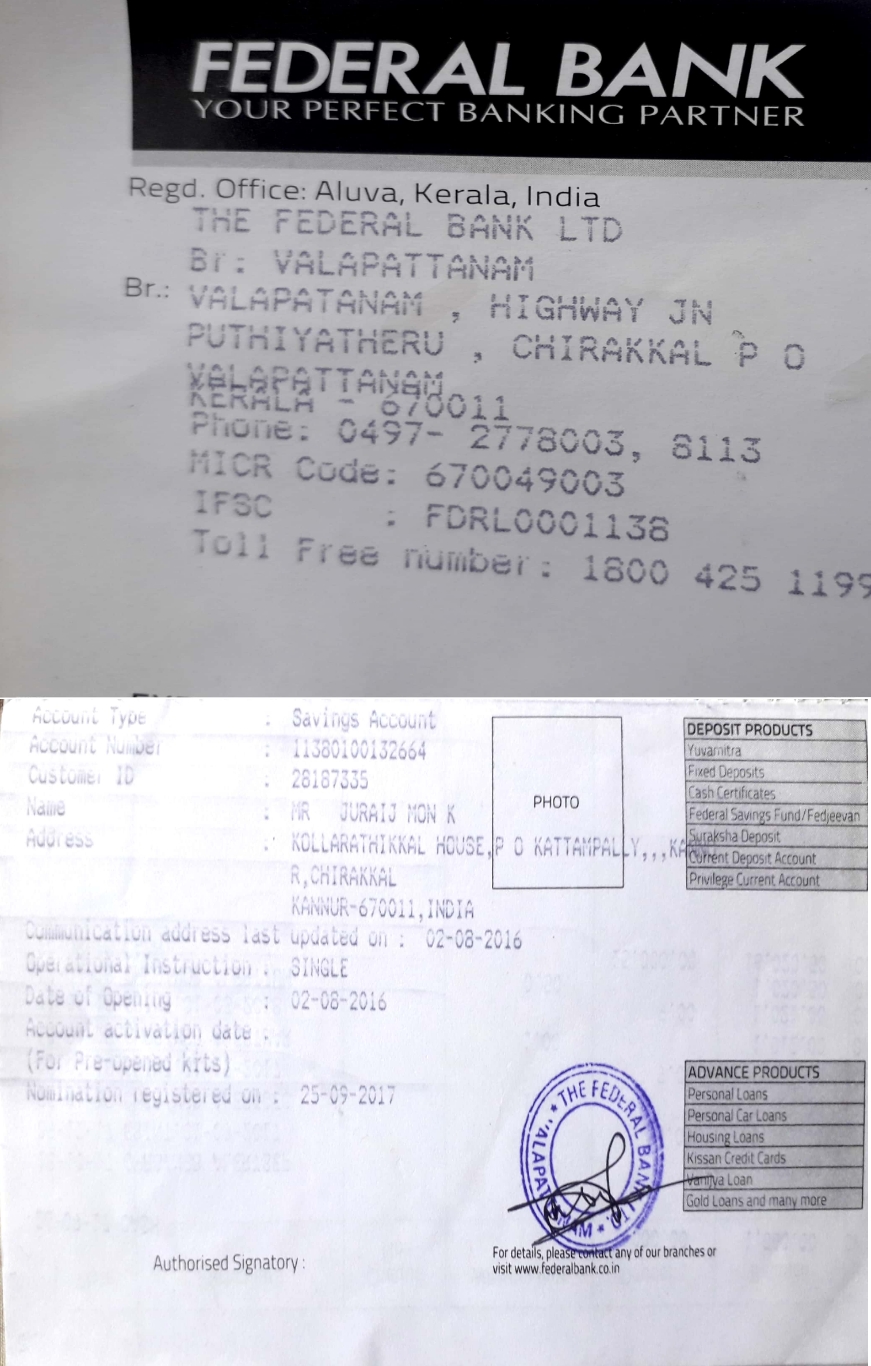 FEDERAL BANK
YOUR PERFECT BANKING PARTNER
Regd. Office: Aluva, Kerala, India
THE FEDERAL BANK LTD
Br: VALAPATTANAM
Br.: VALAPATANAM , HIGHWAY JN
PUTHIYATHERU , CHIRAKKAL P O
VALAPATTANAM
KERALA - 670011
Phone: 0497- 2778003, 8113
MICR Code: 670049003
IFSC : FDRL0001138
Toll Free number: 1800 425 1199
Account Type : Savings Account
Account Number : 11380100132664
Customer ID : 28187335
Name : MR JURAIJ MON K
Address : KOLLARATHIKKAL HOUSE,P O KATTAMPALLY,,,KANNU
R,CHIRAKKAL
KANNUR-670011,INDIA
Communication address last updated on : 02-08-2016
Operational Instruction : SINGLE
Date of Opening : 02-08-2016
Account activation date :
(For Pre-opened kits)
Nomination registered on : 25-09-2017
PHOTO
DEPOSIT PRODUCTS
Yuvamitra
Fixed Deposits
Cash Certificates
Federal Savings Fund/Fedjeevan
Suraksha Deposit
Current Deposit Account
Privilege Current Account
ADVANCE PRODUCTS
Personal Loans
Personal Car Loans
Housing Loans
Kissan Credit Cards
Vanijya Loan
Gold Loans and many more
THE FEDERAL BANK LTD.
VALAPATTANAM
Authorised Signatory :
For details, please contact any of our branches or
visit www.federalbank.co.in